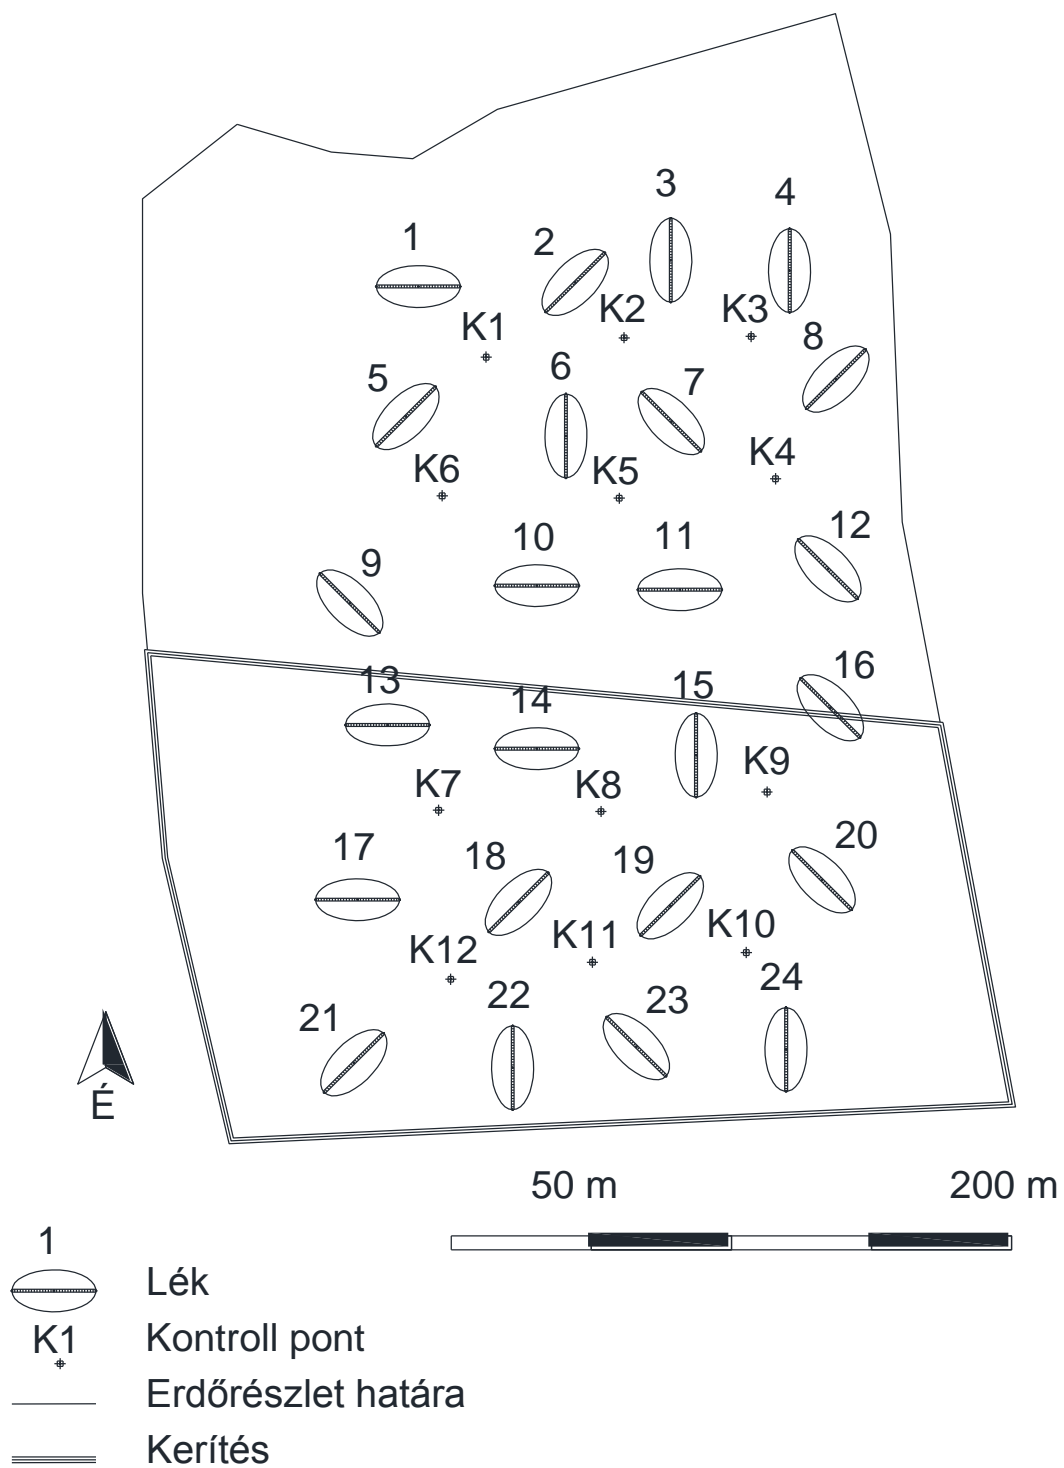 3
4
1
2
K2
K3
K1
8
6
7
5
K4
K6
K5
12
10
11
9
16
13
15
14
K9
K7
K8
20
17
18
19
K10
K11
K12
24
22
23
21
É
50 m
200 m
1
Lék
K1
Kontroll pont
Erdőrészlet határa
Kerítés